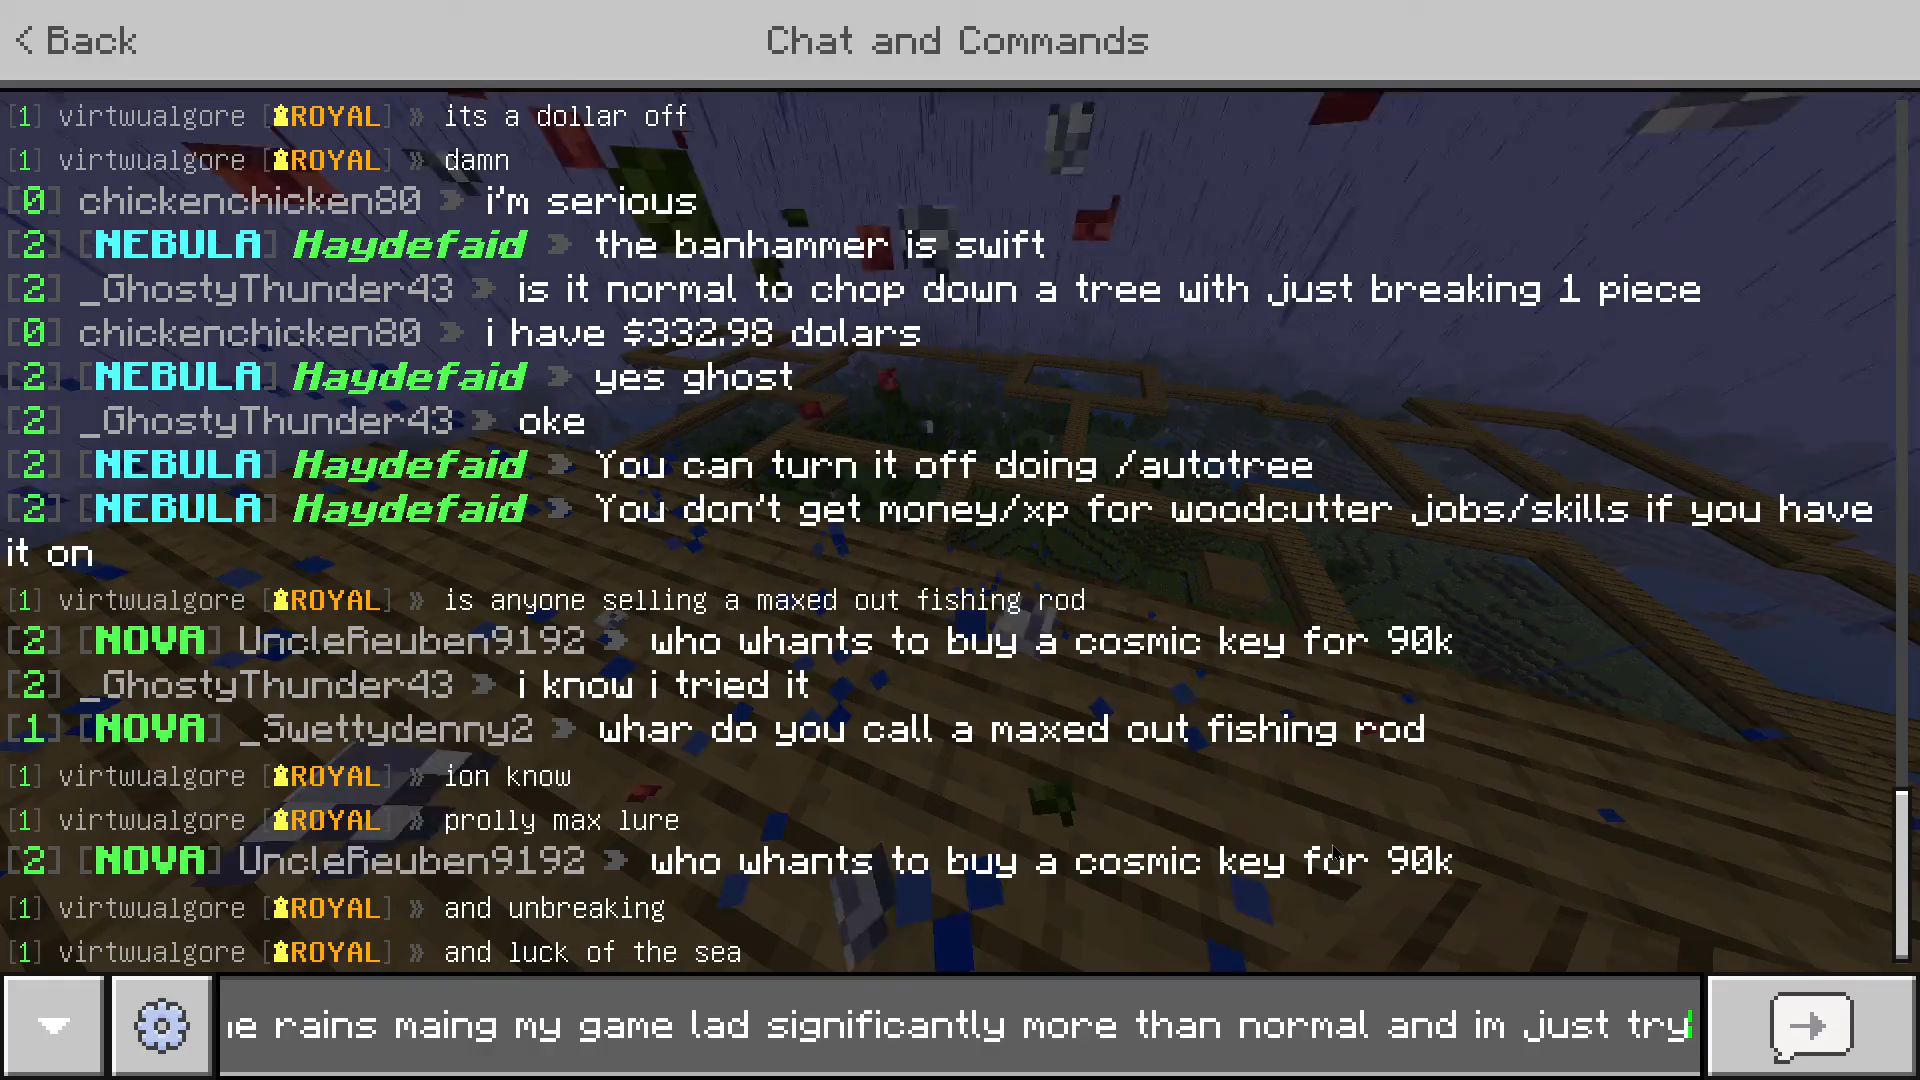 < Back
Chat and Commands
[1] virtwualgore [ROYAL] » its a dollar off
[1] virtwualgore [ROYAL] » damn
[0] chickenchicken80 » i'm serious
[2] [NEBULA] Haydefaid » the banhammer is swift
[2] _GhostyThunder43 » is it normal to chop down a tree with just breaking 1 piece
[0] chickenchicken80 » i have $332.98 dolars
[2] [NEBULA] Haydefaid » yes ghost
[2] _GhostyThunder43 » oke
[2] [NEBULA] Haydefaid » You can turn it off doing /autotree
[2] [NEBULA] Haydefaid » You don't get money/xp for woodcutter jobs/skills if you have
it on
[1] virtwualgore [ROYAL] » is anyone selling a maxed out fishing rod
[2] [NOVA] UncleReuben9192 » who whants to buy a cosmic key for 90k
[2] _GhostyThunder43 » i know i tried it
[1] [NOVA] _Swettydenny2 » whar do you call a maxed out fishing rod
[1] virtwualgore [ROYAL] » ion know
[1] virtwualgore [ROYAL] » prolly max lure
[2] [NOVA] UncleReuben9192 » who whants to buy a cosmic key for 90k
[1] virtwualgore [ROYAL] » and unbreaking
[1] virtwualgore [ROYAL] » and luck of the sea
rains maing my game lad significantly more than normal and im just try